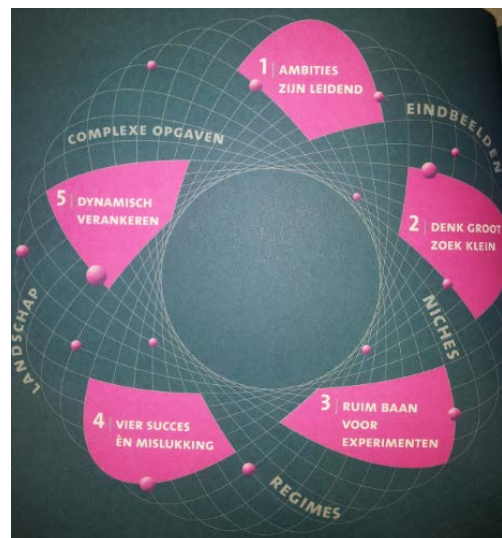 1 | AMBITIES
ZIJN LEIDEND
EINDBEELDEN
COMPLEXE OPGAVEN
5 | DYNAMISCH
VERANKEREN
2 | DENK GROOT
ZOEK KLEIN
NICHES
LANDSCHAP
3 | RUIM BAAN
VOOR
EXPERIMENTEN
4 | VIER SUCCES
ÈN MISLUKKING
REGIMES